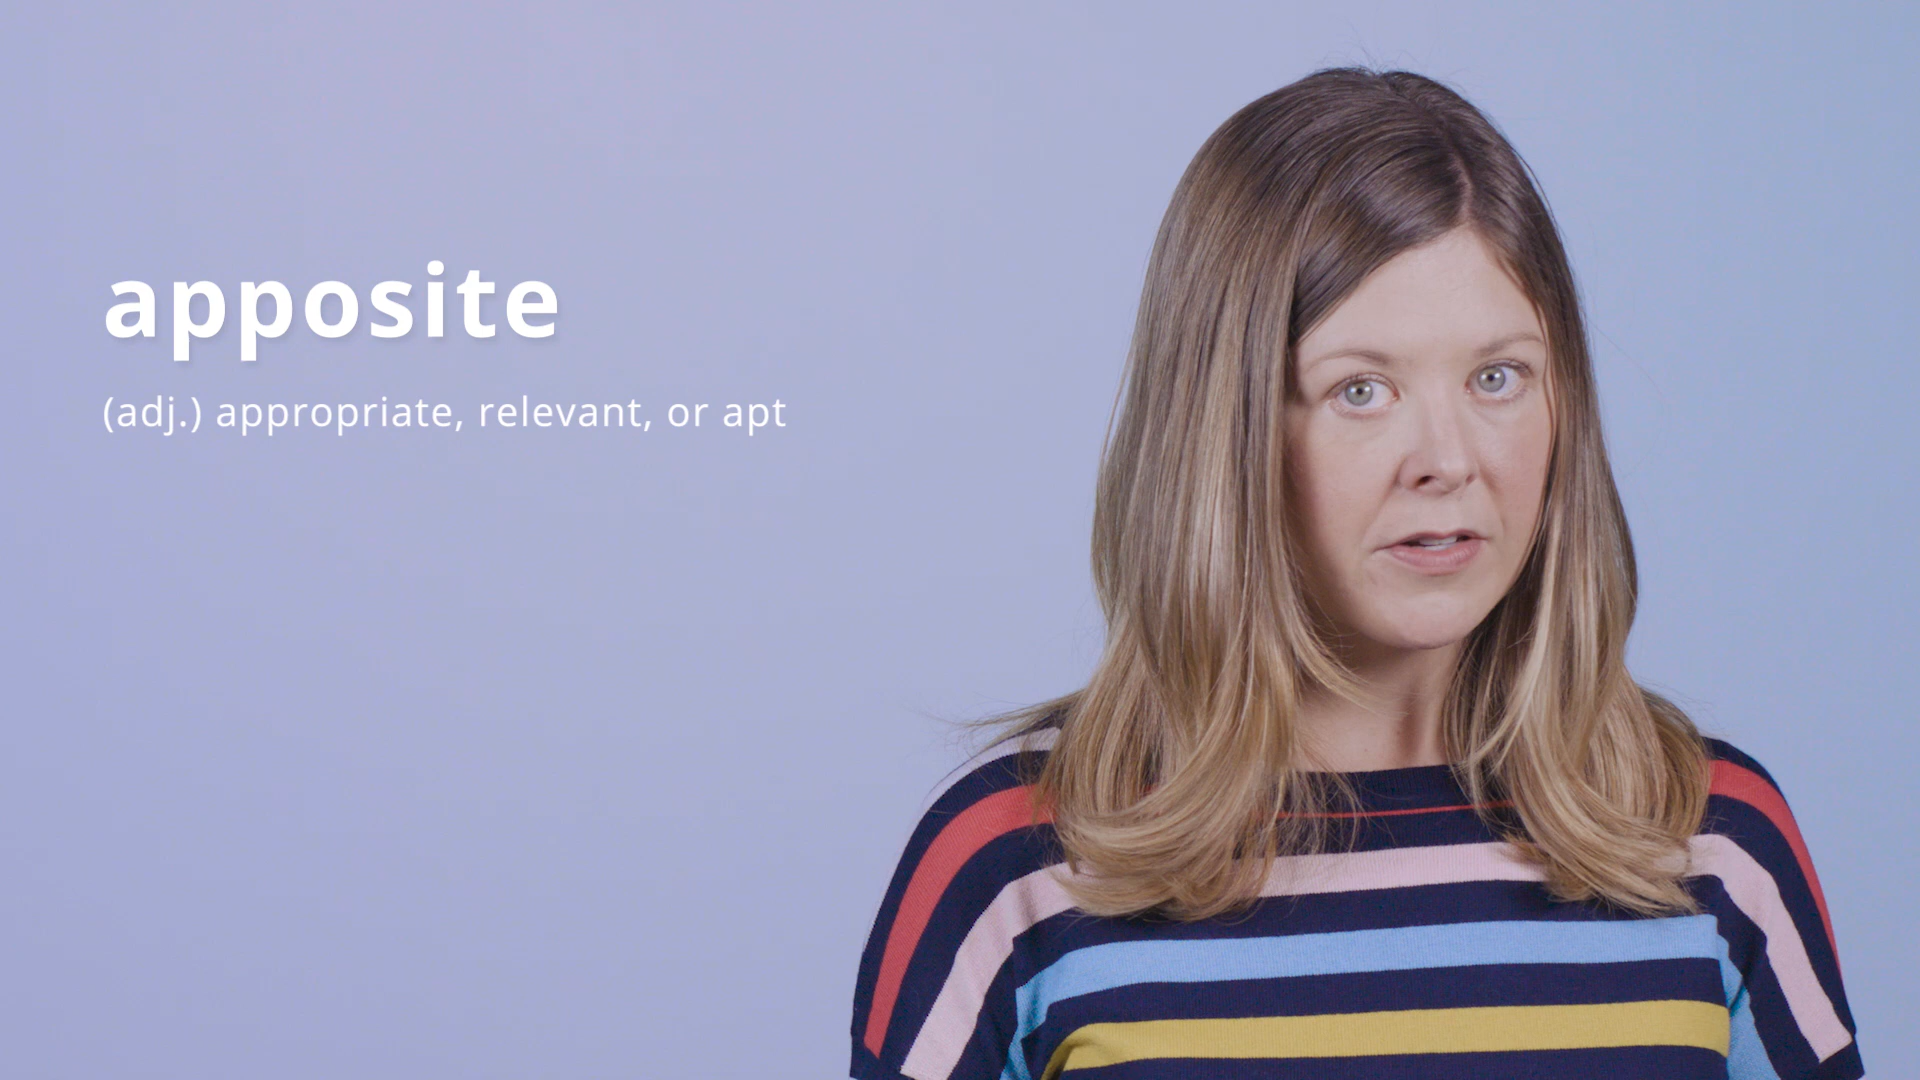 apposite
(adj.) appropriate, relevant, or apt